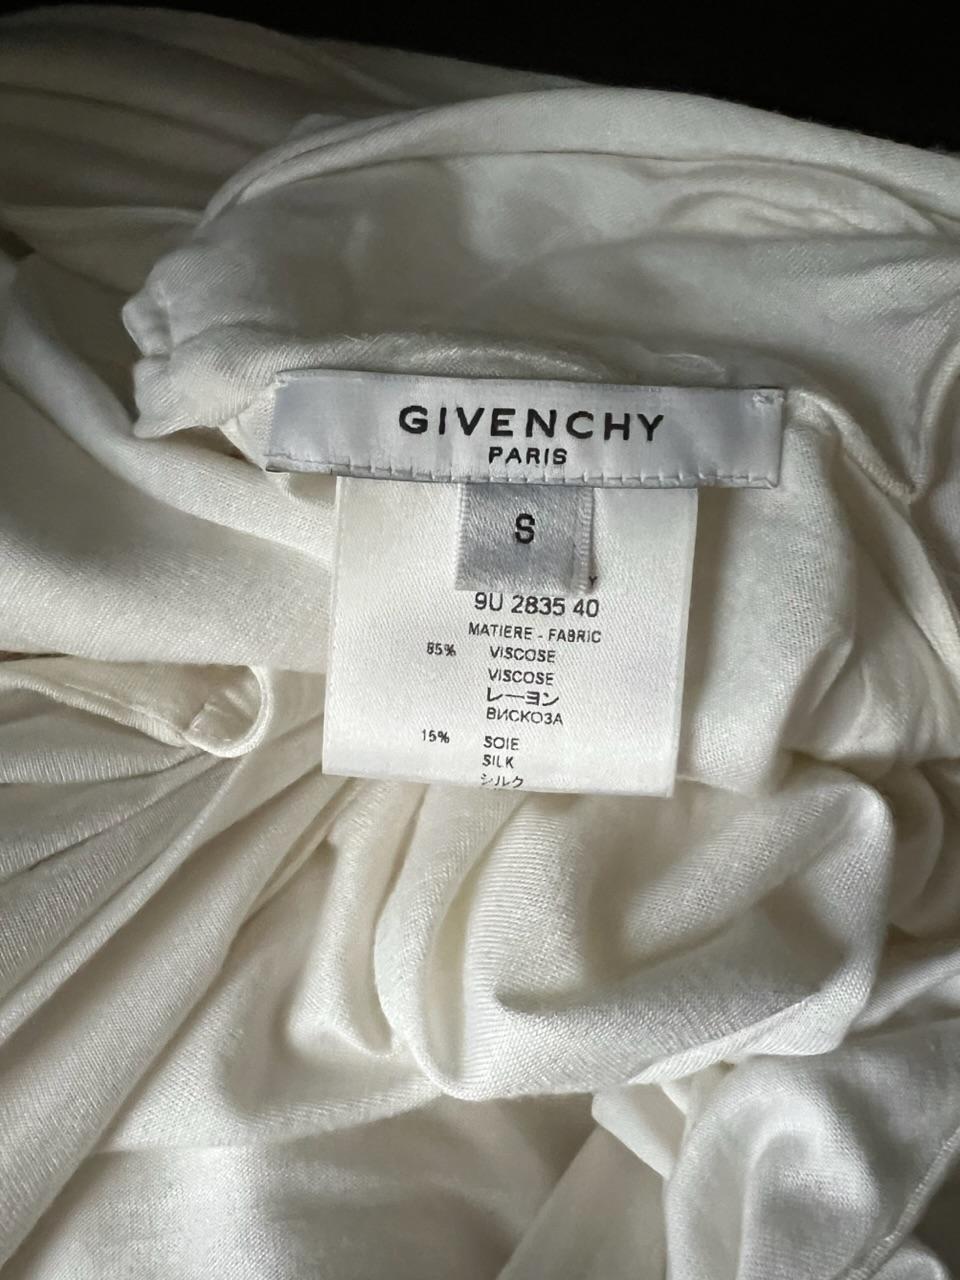 GIVENCHY
PARIS
S
Y
9U 2835 40
MATIERE - FABRIC
85% VISCOSE
VISCOSE
レーヨン
ВИСКОЗА
15% SOIE
SILK
シルク